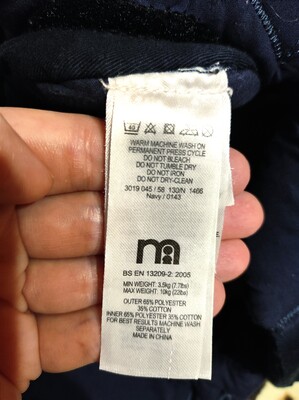 WARM MACHINE WASH ON
PERMANENT PRESS CYCLE
DO NOT BLEACH
DO NOT TUMBLE DRY
DO NOT IRON
DO NOT DRY-CLEAN
3019 045 / 58 130/N 1466
Navy / 0143
m
BS EN 13209-2: 2005
MIN WEIGHT: 3.5kg (7.7lbs)
MAX WEIGHT: 10kg (22lbs)
OUTER 65% POLYESTER
35% COTTON
INNER 65% POLYESTER 35% COTTON
FOR BEST RESULTS MACHINE WASH
SEPARATELY
MADE IN CHINA